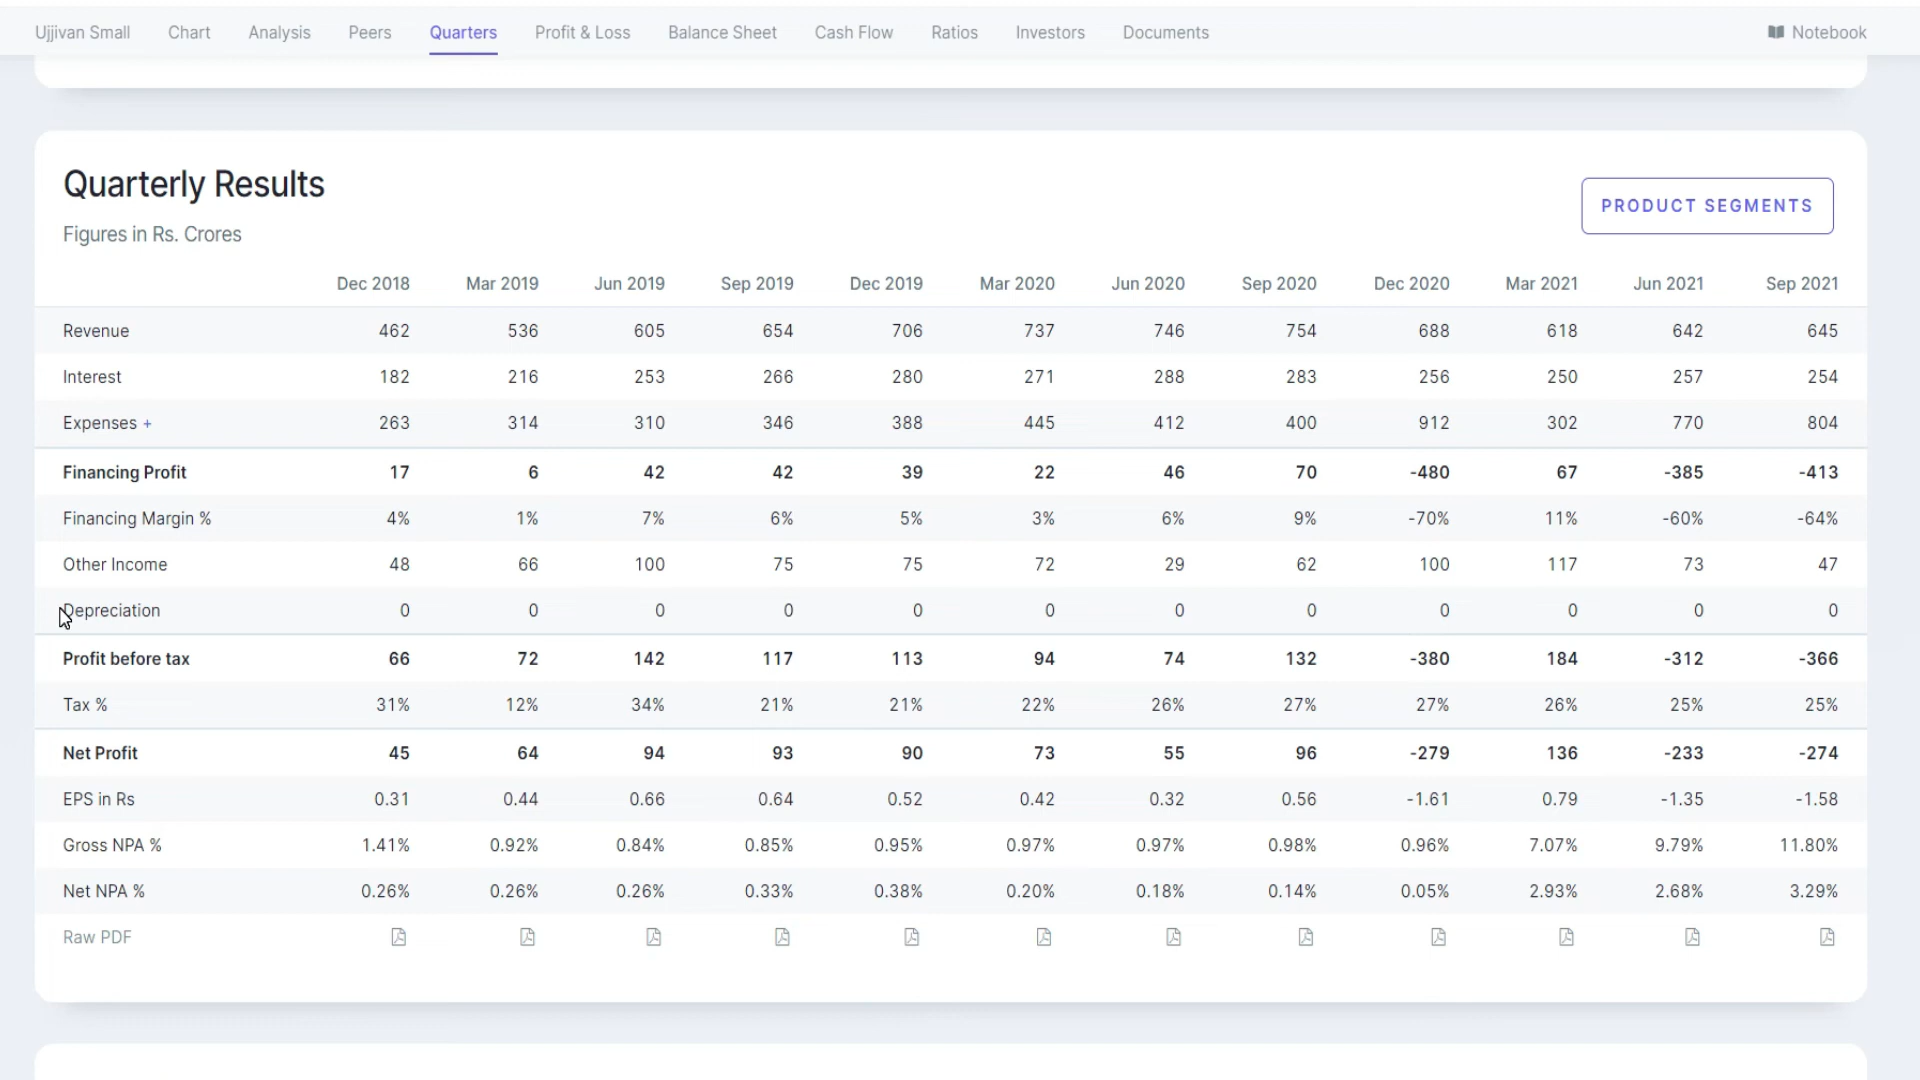 Ujjivan Small Chart Analysis Peers Quarters Profit & Loss Balance Sheet Cash Flow Ratios Investors Documents Notebook
Quarterly Results
PRODUCT SEGMENTS
Figures in Rs. Crores
Dec 2018 Mar 2019 Jun 2019 Sep 2019 Dec 2019 Mar 2020 Jun 2020 Sep 2020 Dec 2020 Mar 2021 Jun 2021 Sep 2021
Revenue 462 536 605 654 706 737 746 754 688 618 642 645
Interest 182 216 253 266 280 271 288 283 256 250 257 254
Expenses + 263 314 310 346 388 445 412 400 912 302 770 804
Financing Profit 17 6 42 42 39 22 46 70 -480 67 -385 -413
Financing Margin % 4% 1% 7% 6% 5% 3% 6% 9% -70% 11% -60% -64%
Other Income 48 66 100 75 75 72 29 62 100 117 73 47
Depreciation 0 0 0 0 0 0 0 0 0 0 0 0
Profit before tax 66 72 142 117 113 94 74 132 -380 184 -312 -366
Tax % 31% 12% 34% 21% 21% 22% 26% 27% 27% 26% 25% 25%
Net Profit 45 64 94 93 90 73 55 96 -279 136 -233 -274
EPS in Rs 0.31 0.44 0.66 0.64 0.52 0.42 0.32 0.56 -1.61 0.79 -1.35 -1.58
Gross NPA % 1.41% 0.92% 0.84% 0.85% 0.95% 0.97% 0.97% 0.98% 0.96% 7.07% 9.79% 11.80%
Net NPA % 0.26% 0.26% 0.26% 0.33% 0.38% 0.20% 0.18% 0.14% 0.05% 2.93% 2.68% 3.29%
Raw PDF